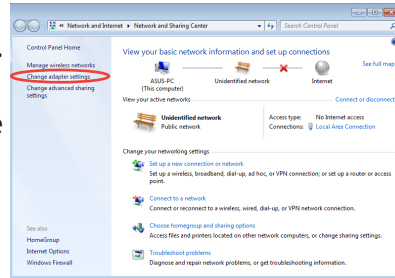 « Network and Internet ▸ Network and Sharing Center
Search Control Panel
Control Panel Home
Manage wireless networks
Change adapter settings
Change advanced sharing
settings
See also
HomeGroup
Internet Options
Windows Firewall
View your basic network information and set up connections
See full map
ASUS-PC
(This computer)
Unidentified network
Internet
View your active networks
Connect or disconnect
Unidentified network
Public network
Access type: No Internet access
Connections: Local Area Connection
Change your networking settings
Set up a new connection or network
Set up a wireless, broadband, dial-up, ad hoc, or VPN connection; or set up a router or access
point.
Connect to a network
Connect or reconnect to a wireless, wired, dial-up, or VPN network connection.
Choose homegroup and sharing options
Access files and printers located on other network computers, or change sharing settings.
Troubleshoot problems
Diagnose and repair network problems, or get troubleshooting information.